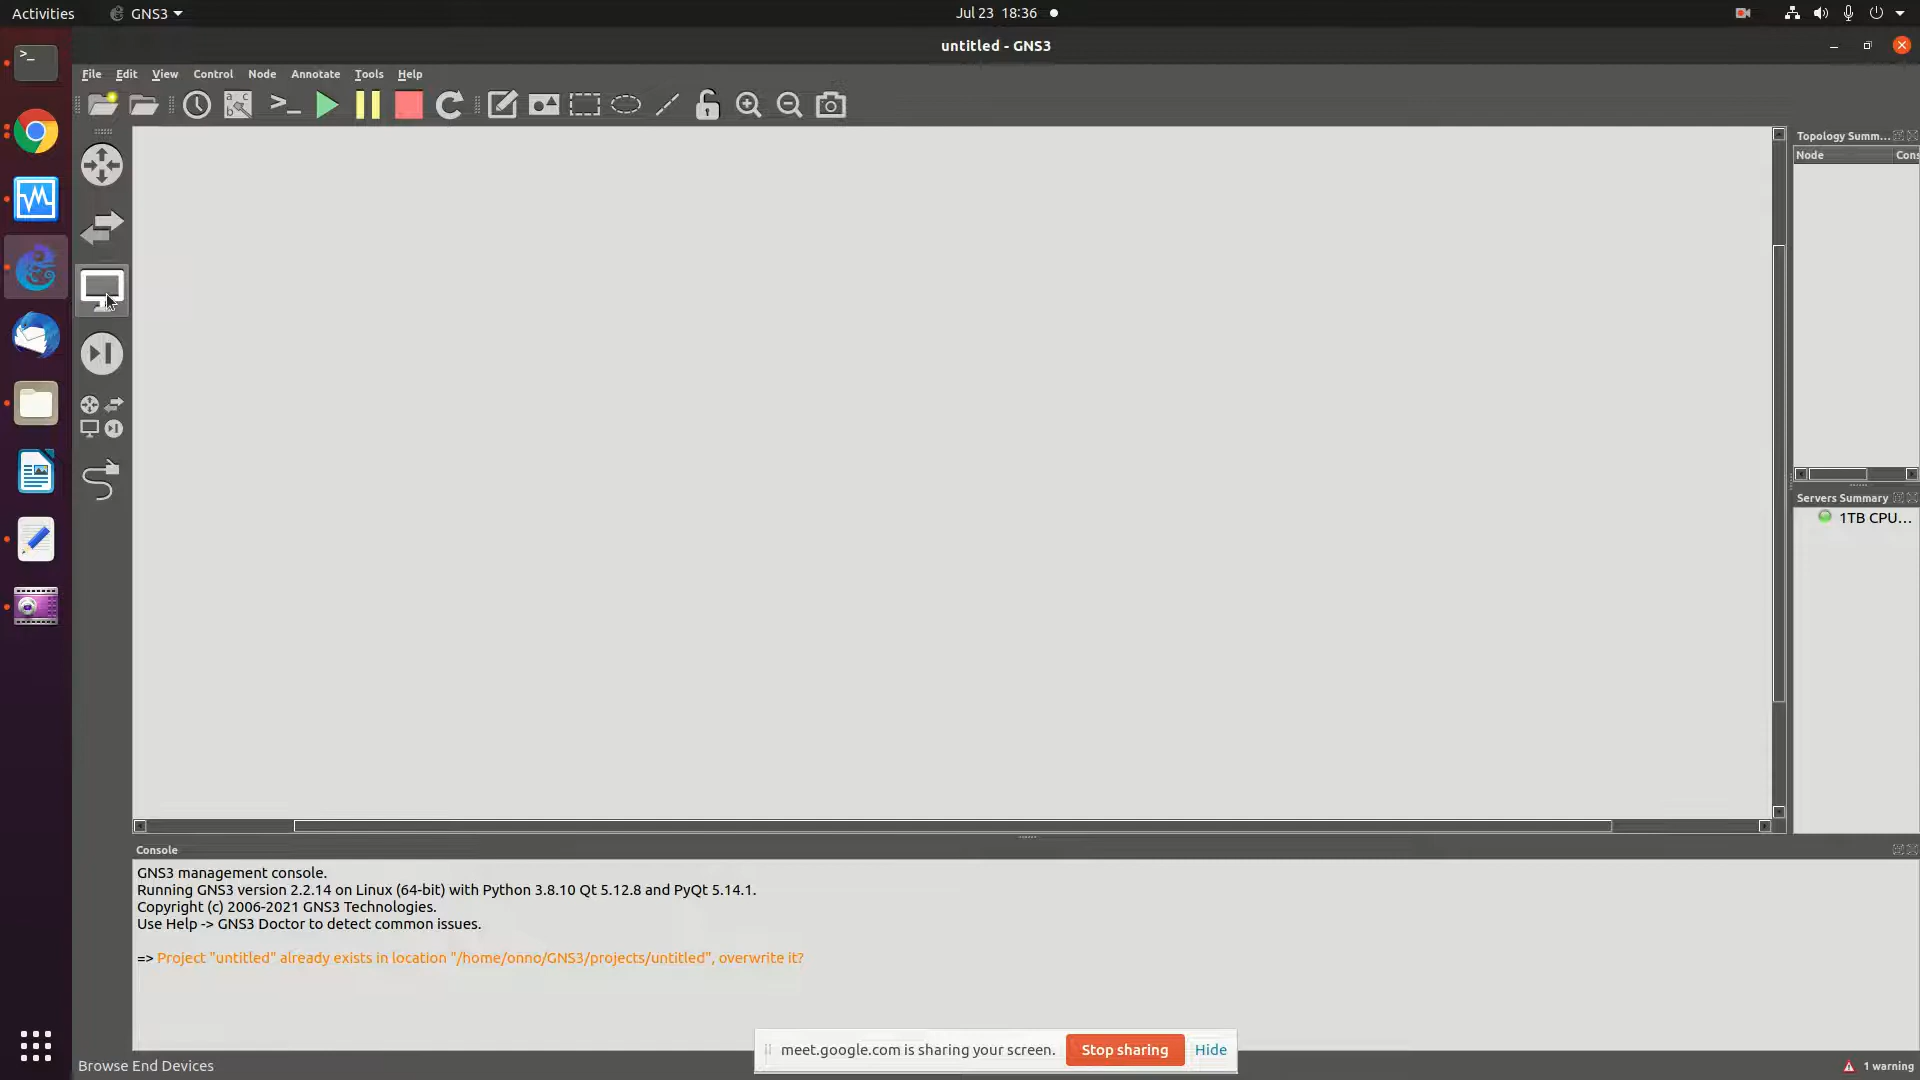 Activities
GNS3
Jul 23 18:36
untitled - GNS3
File Edit View Control Node Annotate Tools Help
Topology Summ...
Node Cons
Servers Summary
1TB CPU...
Console
GNS3 management console.
Running GNS3 version 2.2.14 on Linux (64-bit) with Python 3.8.10 Qt 5.12.8 and PyQt 5.14.1.
Copyright (c) 2006-2021 GNS3 Technologies.
Use Help -> GNS3 Doctor to detect common issues.
=> Project "untitled" already exists in location "/home/onno/GNS3/projects/untitled", overwrite it?
meet.google.com is sharing your screen. Stop sharing Hide
Browse End Devices
1 warning